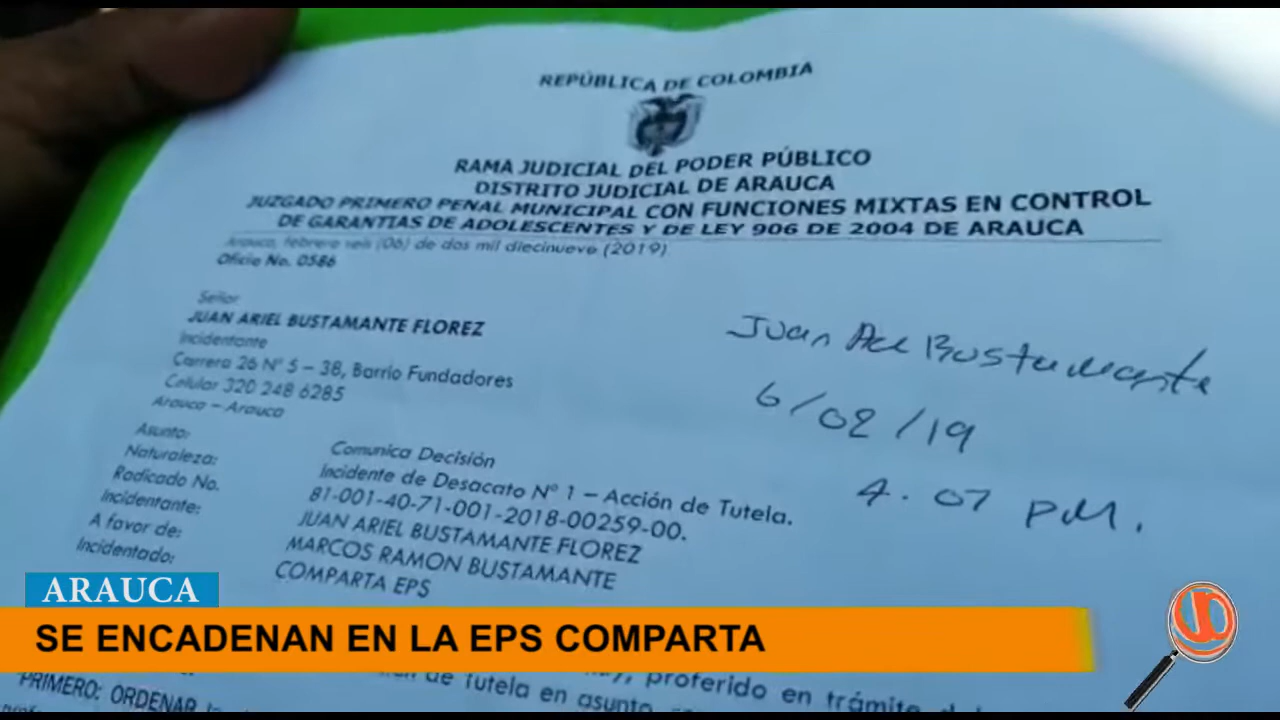 REPÚBLICA DE COLOMBIA
RAMA JUDICIAL DEL PODER PÚBLICO
DISTRITO JUDICIAL DE ARAUCA
JUZGADO PRIMERO PENAL MUNICIPAL CON FUNCIONES MIXTAS EN CONTROL
DE GARANTIAS DE ADOLESCENTES Y DE LEY 906 DE 2004 DE ARAUCA
Arauca, febrero seis (06) de dos mil diecinueve (2019)
Oficio No. 0586
Señor
JUAN ARIEL BUSTAMANTE FLOREZ
Incidentante
Carrera 26 N° 5 – 38, Barrio Fundadores
Celular 320 248 6285
Arauca – Arauca
Juan Bustamante
6/02/19
4.07 PM.
Asunto: Comunica Decisión
Naturaleza: Incidente de Desacato N° 1 – Acción de Tutela.
Radicado No. 81-001-40-71-001-2018-00259-00.
Incidentante: JUAN ARIEL BUSTAMANTE FLOREZ
A favor de: MARCOS RAMON BUSTAMANTE
Incidentado: COMPARTA EPS
ARAUCA
SE ENCADENAN EN LA EPS COMPARTA
proferido en trámite
de Tutela en asunto,
PRIMERO: ORDENAR